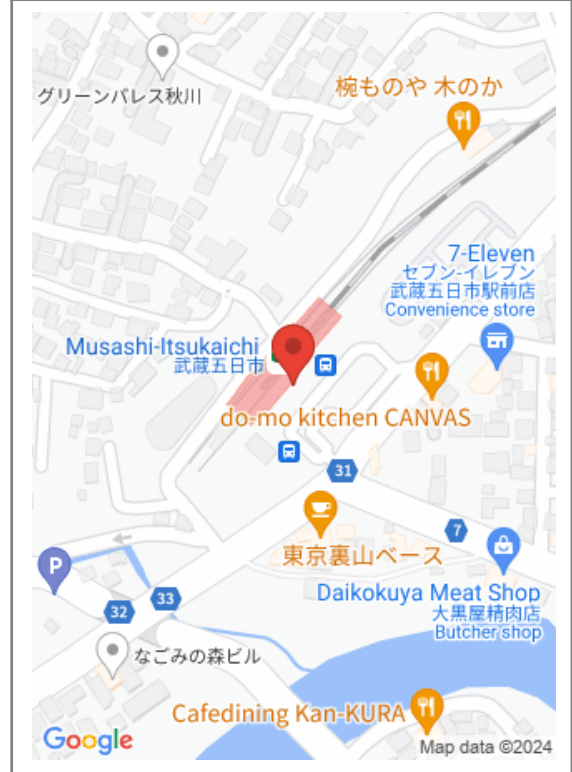 椀ものや 木のか
グリーンパレス秋川
7-Eleven
セブン-イレブン
武蔵五日市駅前店
Convenience store
Musashi-Itsukaichi
武蔵五日市
do-mo kitchen CANVAS
31
7
東京裏山ベース
P
Daikokuya Meat Shop
大黒屋精肉店
Butcher shop
33
32
なごみの森ビル
Cafedining Kan-KURA
Google
Map data ©2024